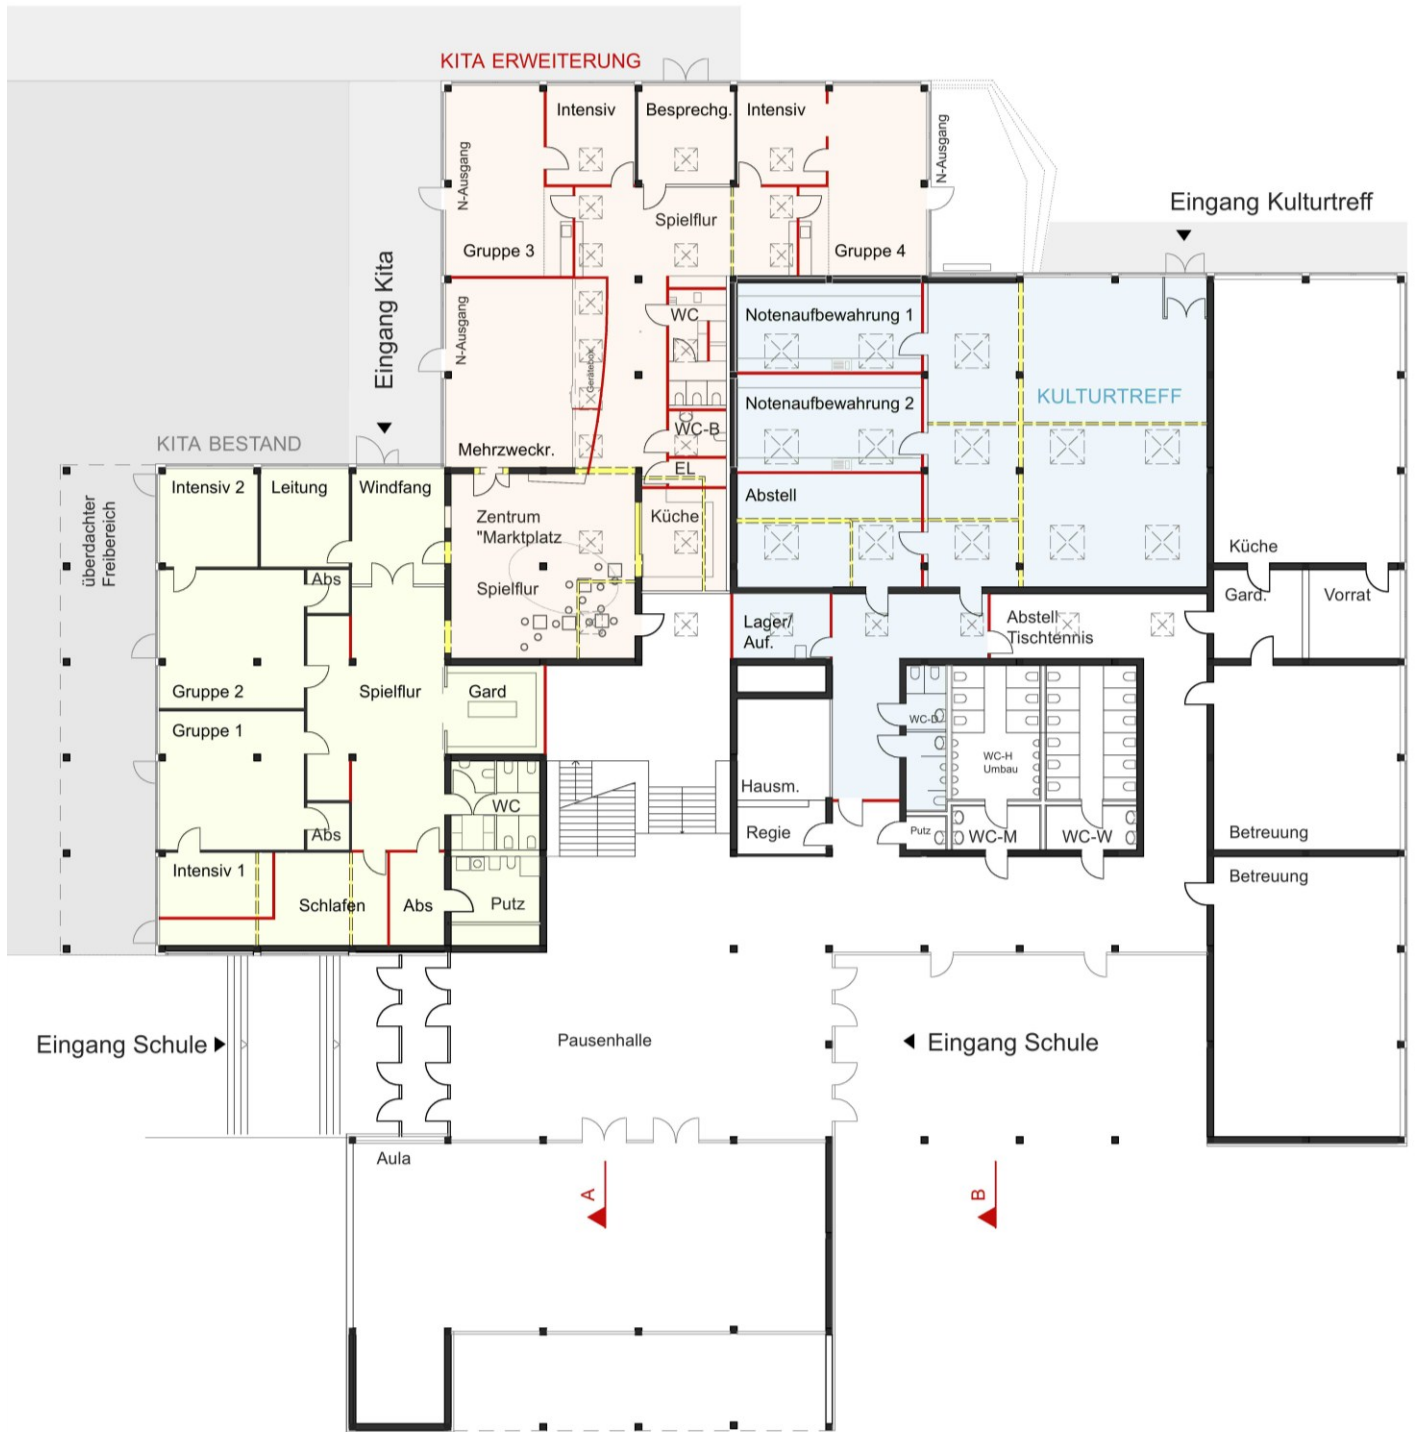 KITA ERWEITERUNG
Intensiv
Besprechg.
Intensiv
N-Ausgang
N-Ausgang
Eingang Kulturtreff
Spielflur
Gruppe 3
Gruppe 4
Eingang Kita
N-Ausgang
WC
Notenaufbewahrung 1
Gerätebox
KULTURTREFF
Notenaufbewahrung 2
WC-B
KITA BESTAND
Mehrzweckr.
EL
Intensiv 2
Leitung
Windfang
Abstell
überdachter
Freibereich
Zentrum
"Marktplatz
Küche
Küche
Abs
Spielflur
Gard.
Vorrat
Lager/
Auf.
Abstell
Tischtennis
Gruppe 2
Spielflur
Gard
WC-D
Gruppe 1
WC-H
Umbau
Hausm.
WC
Abs
Regie
Putz
WC-M
WC-W
Betreuung
Intensiv 1
Betreuung
Schlafen
Abs
Putz
Eingang Schule
Pausenhalle
Eingang Schule
Aula
A
B